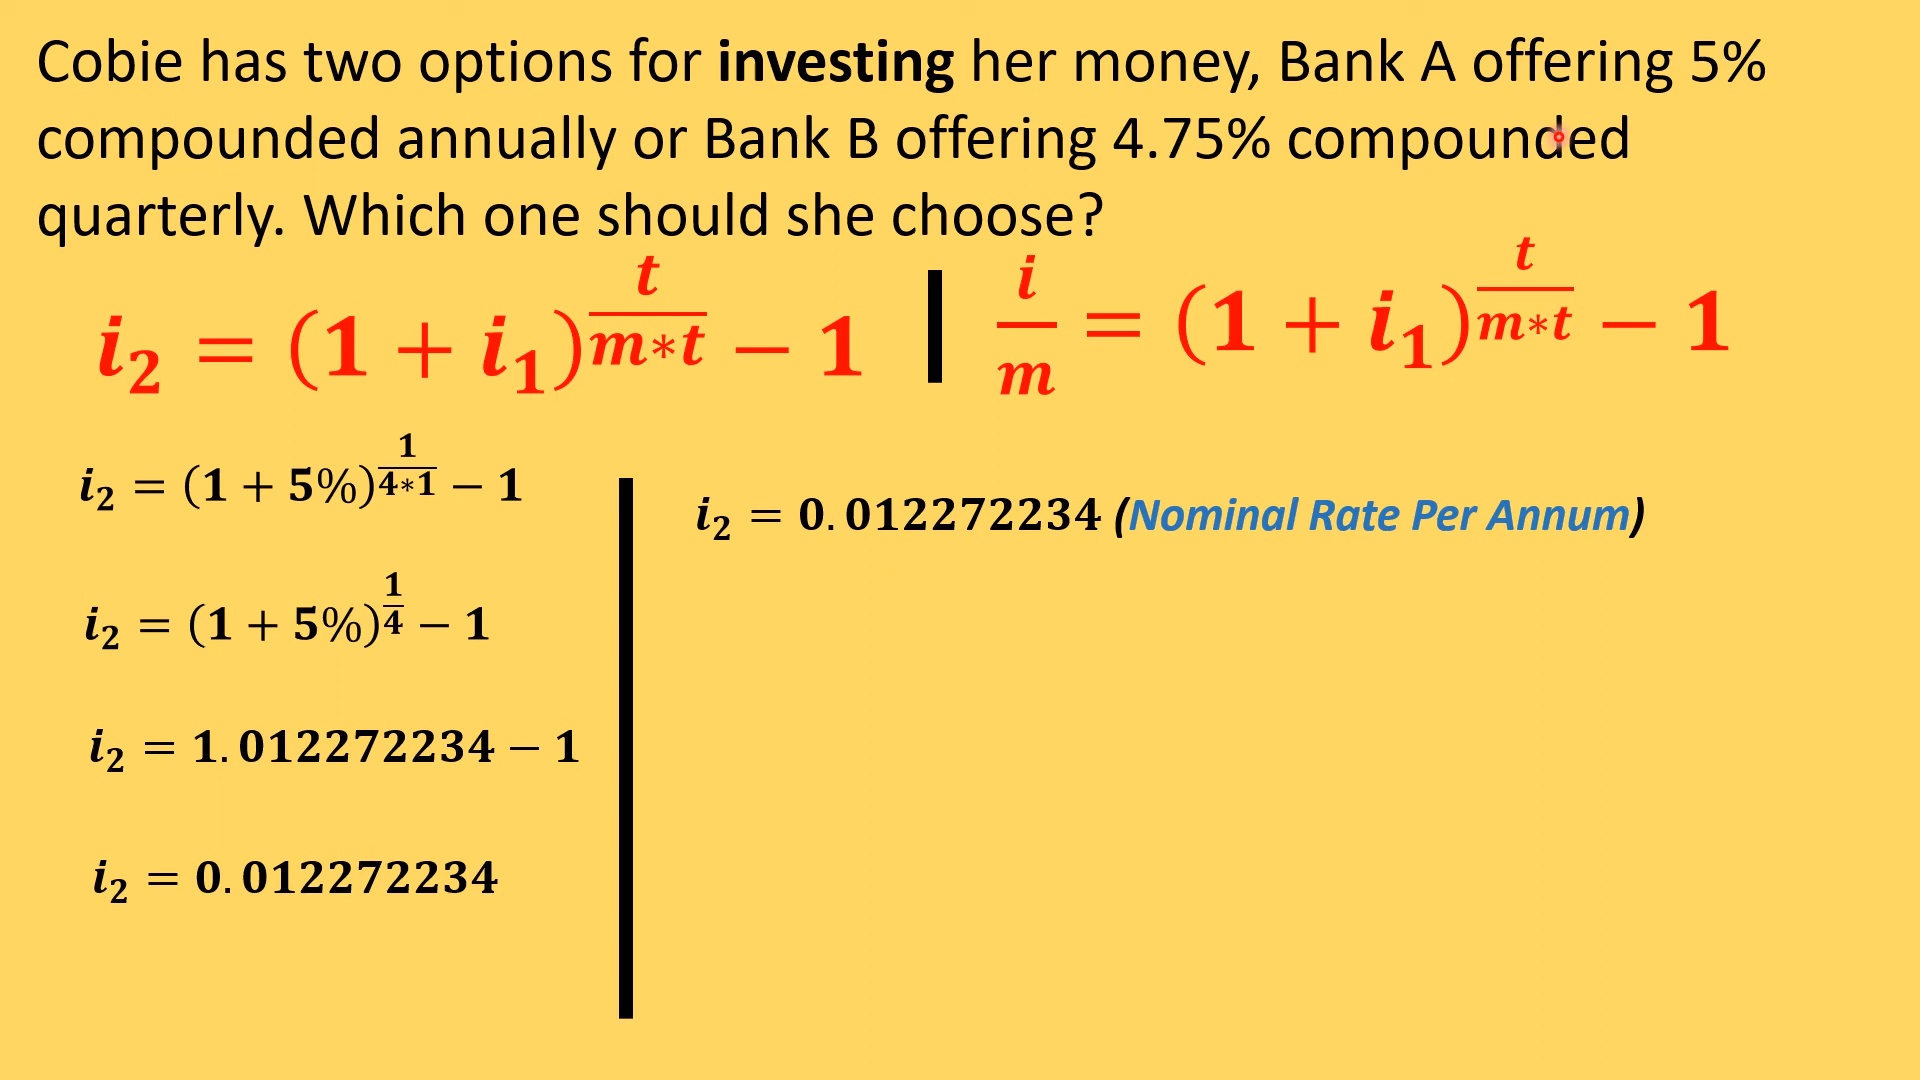 Cobie has two options for investing her money, Bank A offering 5%
compounded annually or Bank B offering 4.75% compounded
quarterly. Which one should she choose?
i₂ = (1 + i₁)^(t/(m*t)) − 1 | i/m = (1 + i₁)^(t/(m*t)) − 1
i₂ = (1 + 5%)^(1/(4*1)) − 1
i₂ = (1 + 5%)^(1/4) − 1
i₂ = 1.012272234 − 1
i₂ = 0.012272234
i₂ = 0.012272234 (Nominal Rate Per Annum)